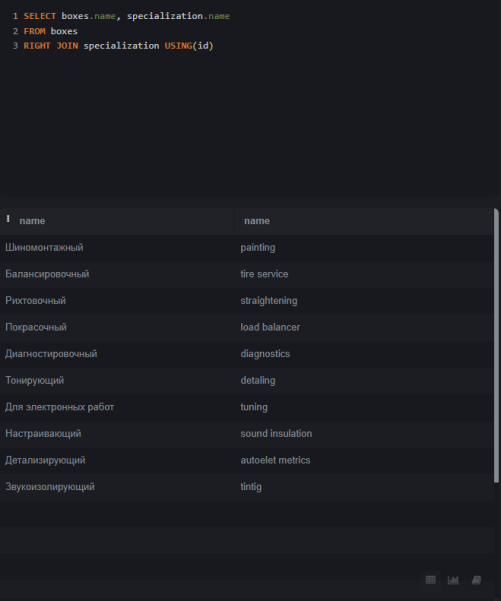 1 SELECT boxes.name, specialization.name
2 FROM boxes
3 RIGHT JOIN specialization USING(id)
name name
Шиномонтажный painting
Балансировочный tire service
Рихтовочный straightening
Покрасочный load balancer
Диагностировочный diagnostics
Тонирующий detaling
Для электронных работ tuning
Настраивающий sound insulation
Детализирующий autoelet metrics
Звукоизолирующий tintig